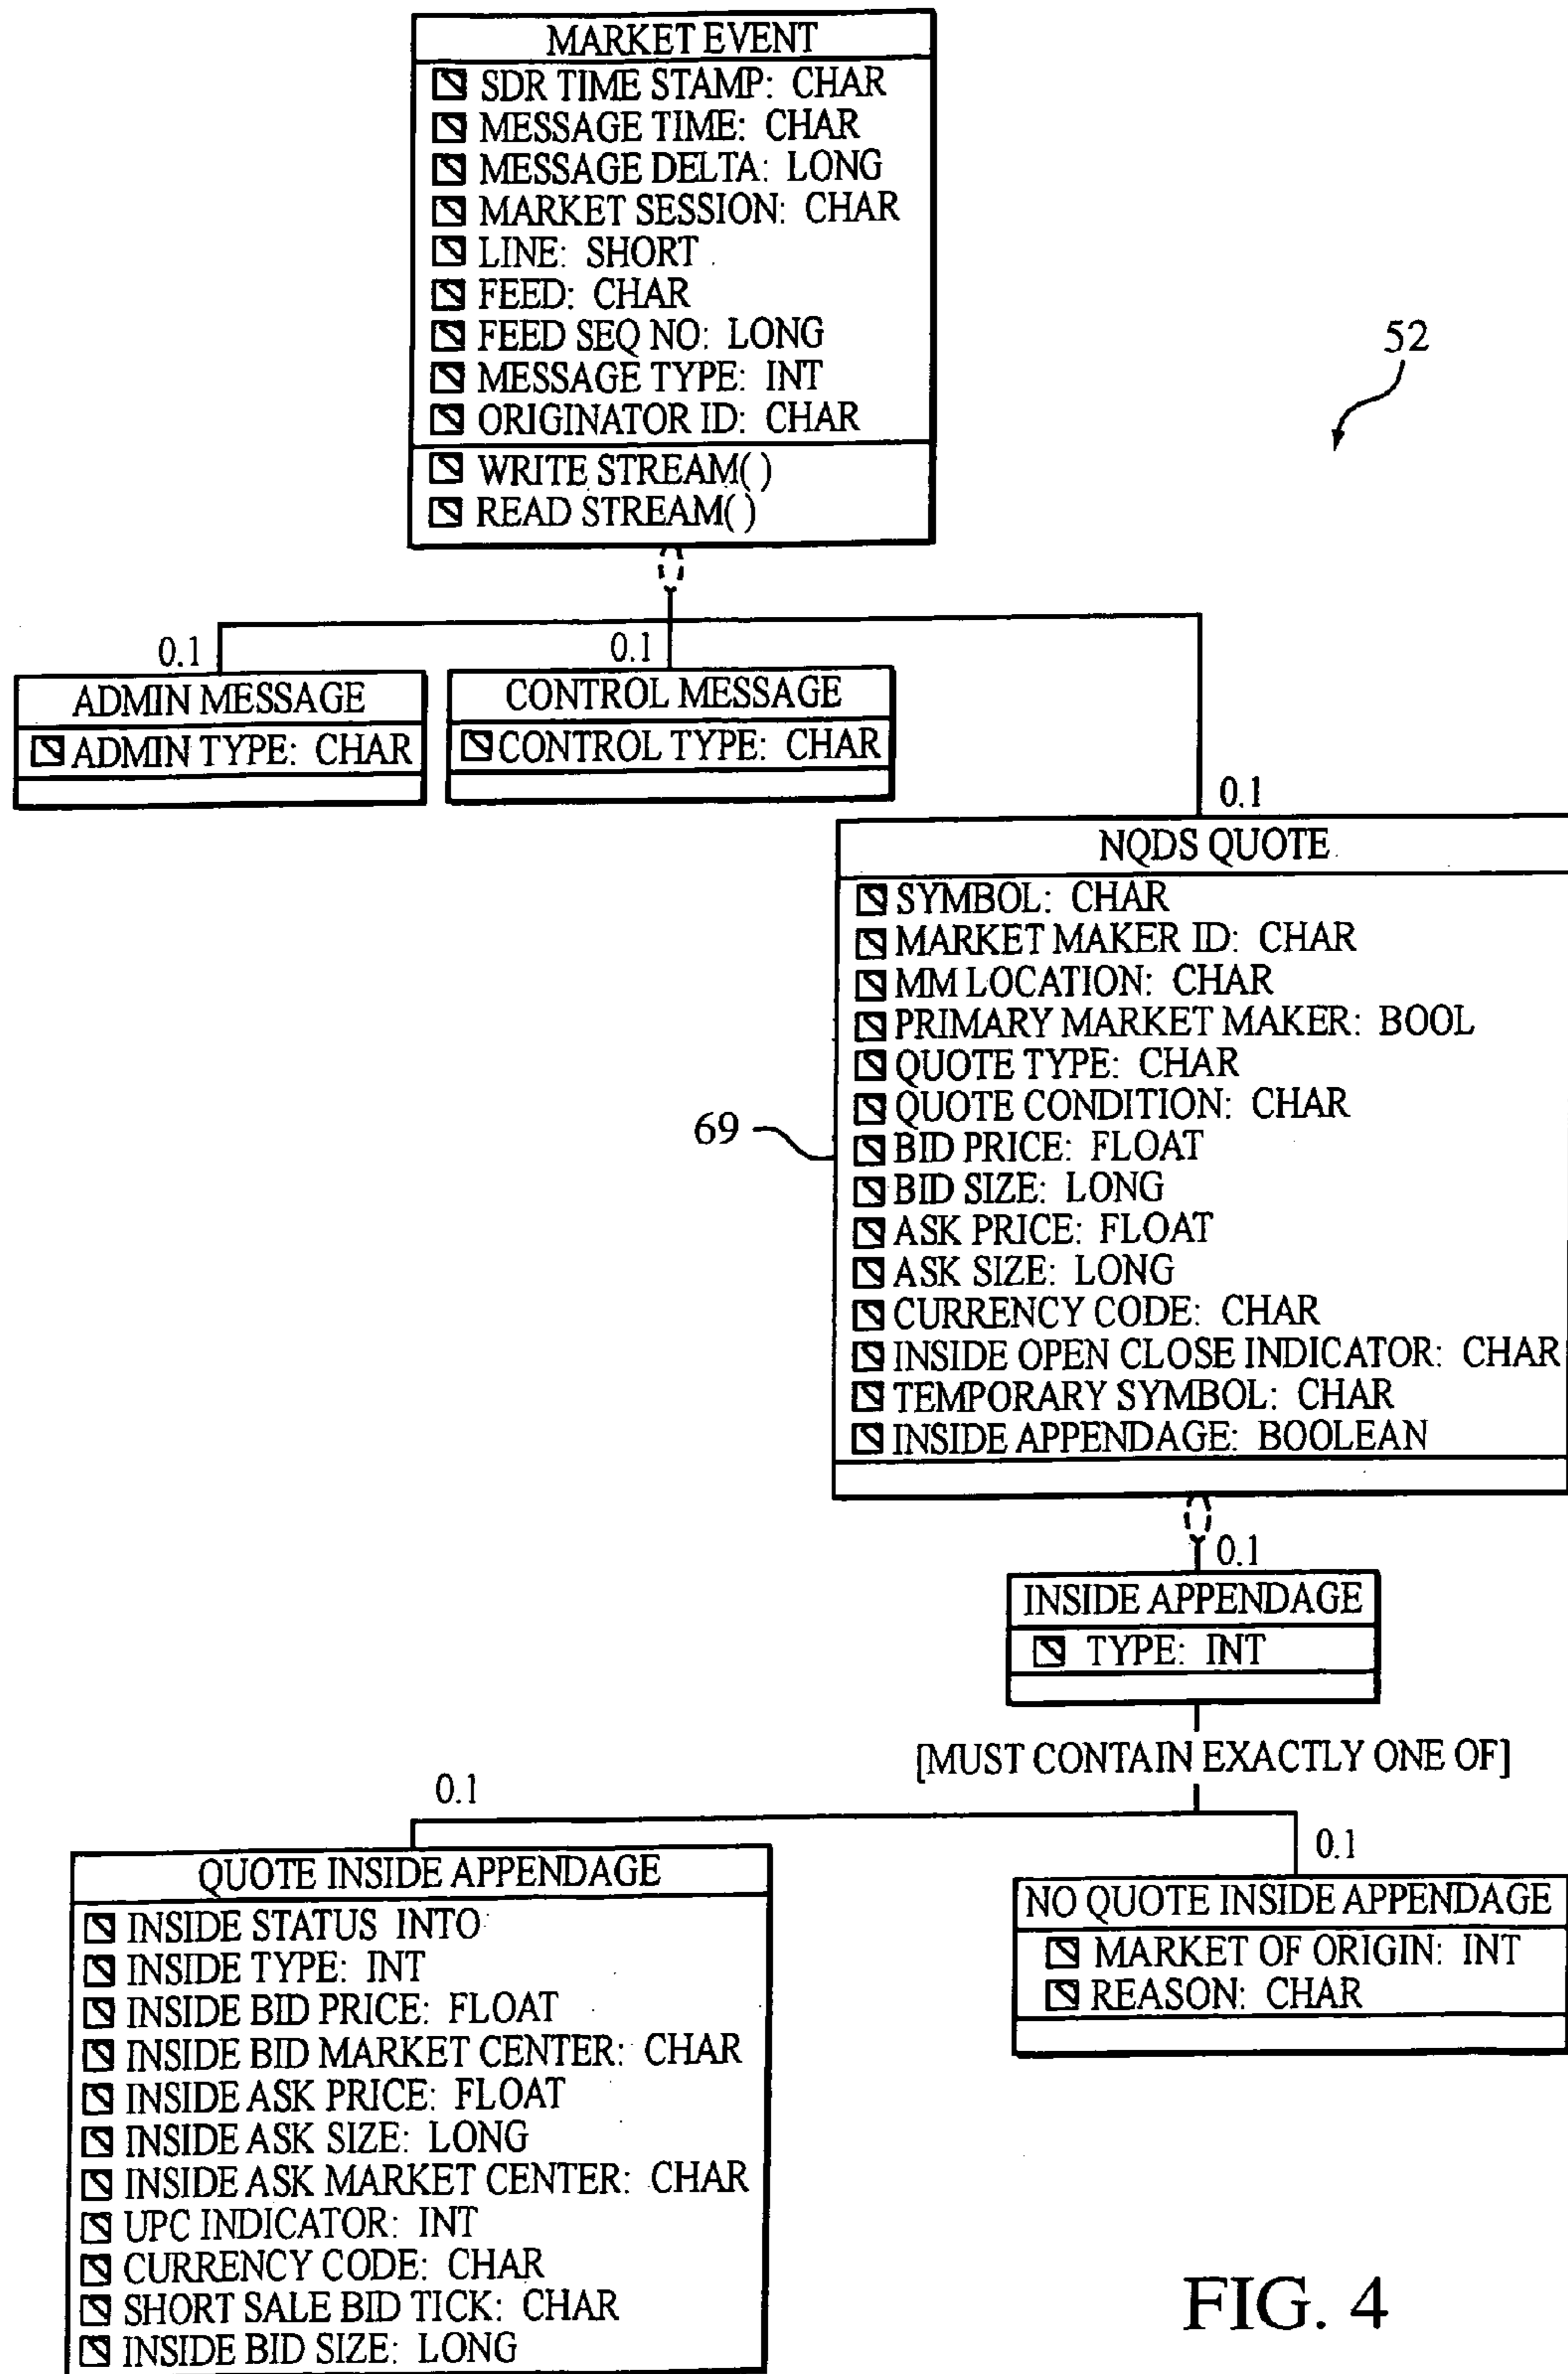 MARKET EVENT
SDR TIME STAMP: CHAR
MESSAGE TIME: CHAR
MESSAGE DELTA: LONG
MARKET SESSION: CHAR
LINE: SHORT
FEED: CHAR
FEED SEQ NO: LONG
MESSAGE TYPE: INT
ORIGINATOR ID: CHAR
WRITE STREAM( )
READ STREAM( )
52
0.1
ADMIN MESSAGE
ADMIN TYPE: CHAR
0.1
CONTROL MESSAGE
CONTROL TYPE: CHAR
0.1
NQDS QUOTE
SYMBOL: CHAR
MARKET MAKER ID: CHAR
MM LOCATION: CHAR
PRIMARY MARKET MAKER: BOOL
QUOTE TYPE: CHAR
QUOTE CONDITION: CHAR
BID PRICE: FLOAT
BID SIZE: LONG
ASK PRICE: FLOAT
ASK SIZE: LONG
CURRENCY CODE: CHAR
INSIDE OPEN CLOSE INDICATOR: CHAR
TEMPORARY SYMBOL: CHAR
INSIDE APPENDAGE: BOOLEAN
69
0.1
INSIDE APPENDAGE
TYPE: INT
[MUST CONTAIN EXACTLY ONE OF]
0.1
QUOTE INSIDE APPENDAGE
INSIDE STATUS INTO
INSIDE TYPE: INT
INSIDE BID PRICE: FLOAT
INSIDE BID MARKET CENTER: CHAR
INSIDE ASK PRICE: FLOAT
INSIDE ASK SIZE: LONG
INSIDE ASK MARKET CENTER: CHAR
UPC INDICATOR: INT
CURRENCY CODE: CHAR
SHORT SALE BID TICK: CHAR
INSIDE BID SIZE: LONG
0.1
NO QUOTE INSIDE APPENDAGE
MARKET OF ORIGIN: INT
REASON: CHAR
FIG. 4